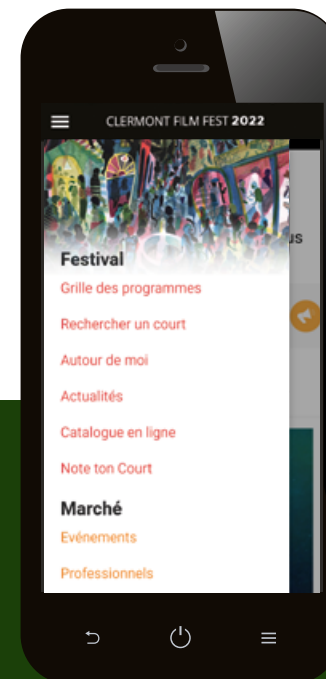 CLERMONT FILM FEST 2022
us
Festival
Grille des programmes
Rechercher un court
Autour de moi
Actualités
Catalogue en ligne
Note ton Court
Marché
Evénements
Professionnels